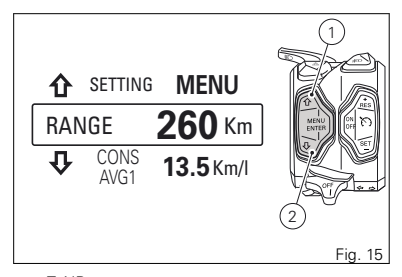 1
SETTING MENU
RANGE 260 Km
CONS
AVG1 13.5 Km/l
MENU
ENTER
RES
ON
OFF
SET
OFF
2
Fig. 15